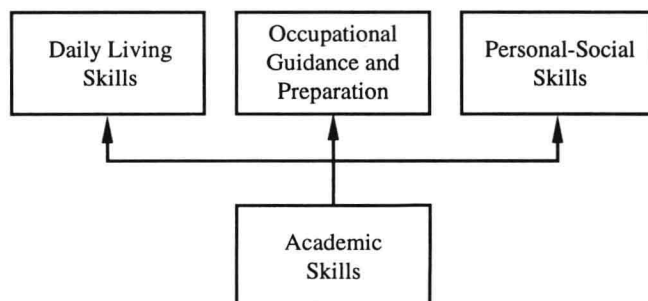 Daily Living
Skills
Occupational
Guidance and
Preparation
Personal-Social
Skills
Academic
Skills